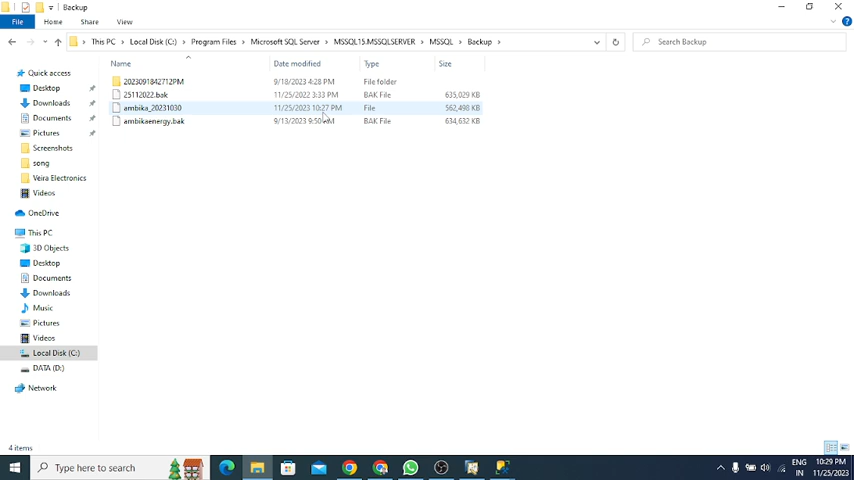 Backup
File Home Share View
This PC Local Disk (C:) Program Files Microsoft SQL Server MSSQL15.MSSQLSERVER MSSQL Backup
Search Backup
Name Date modified Type Size
2023091842712PM 9/18/2023 4:28 PM File folder
25112022.bak 11/25/2022 3:33 PM BAK File 635,029 KB
ambika_20231030 11/25/2023 10:27 PM File 562,498 KB
ambikaenergy.bak 9/13/2023 9:50 AM BAK File 634,632 KB
Quick access
Desktop
Downloads
Documents
Pictures
Screenshots
song
Veira Electronics
Videos
OneDrive
This PC
3D Objects
Desktop
Documents
Downloads
Music
Pictures
Videos
Local Disk (C:)
DATA (D:)
Network
4 items
Type here to search
ENG 10:29 PM
IN 11/25/2023